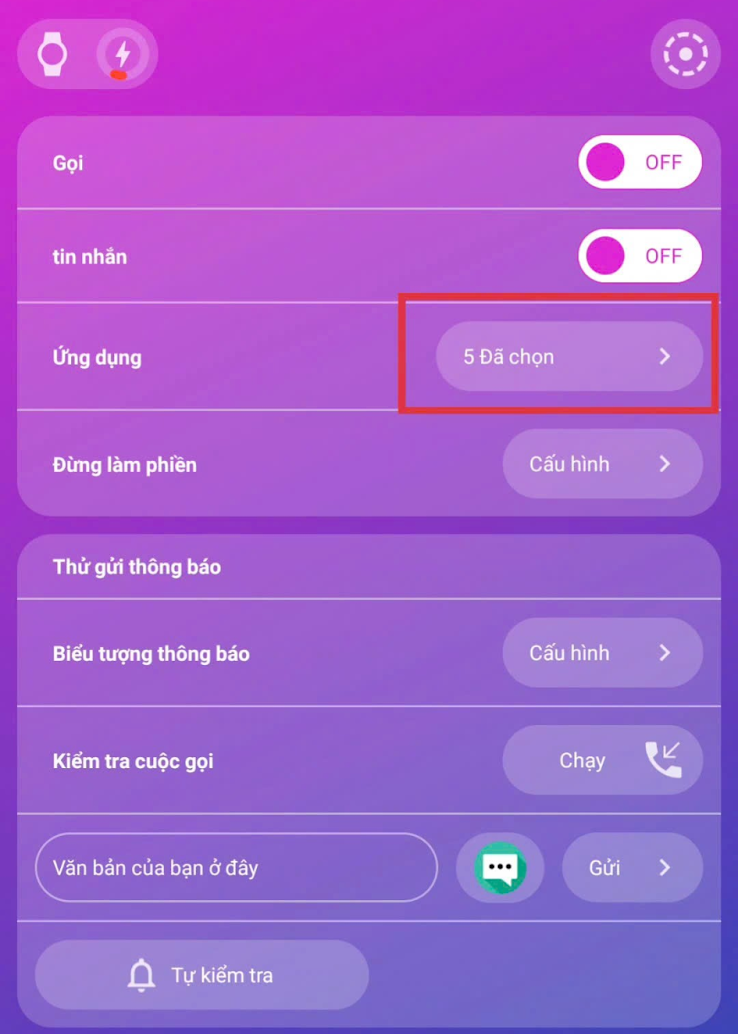 Gọi
OFF
tin nhắn
OFF
Ứng dụng
5 Đã chọn
Đừng làm phiền
Cấu hình
Thử gửi thông báo
Biểu tượng thông báo
Cấu hình
Kiểm tra cuộc gọi
Chạy
Văn bản của bạn ở đây
Gửi
Tự kiểm tra